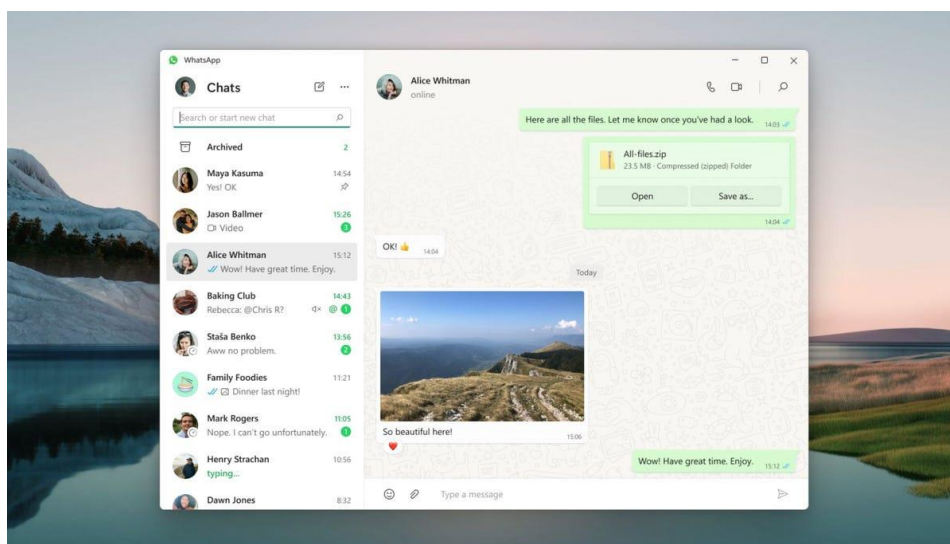 WhatsApp
Chats
Search or start new chat
Archived 2
Maya Kasuma 14:54
Yes! OK
Jason Ballmer 15:26
Video 3
Alice Whitman 15:12
Wow! Have great time. Enjoy.
Baking Club 14:43
Rebecca: @Chris R? @ 1
Staša Benko 13:56
Aww no problem. 2
Family Foodies 11:21
Dinner last night!
Mark Rogers 11:05
Nope. I can't go unfortunately. 1
Henry Strachan 10:56
typing...
Dawn Jones 8:32
Alice Whitman
online
Here are all the files. Let me know once you've had a look. 14:03
All-files.zip
23.5 MB · Compressed (zipped) Folder
Open Save as...
14:04
OK! 👍 14:04
Today
So beautiful here! 15:06
Wow! Have great time. Enjoy. 15:12
Type a message